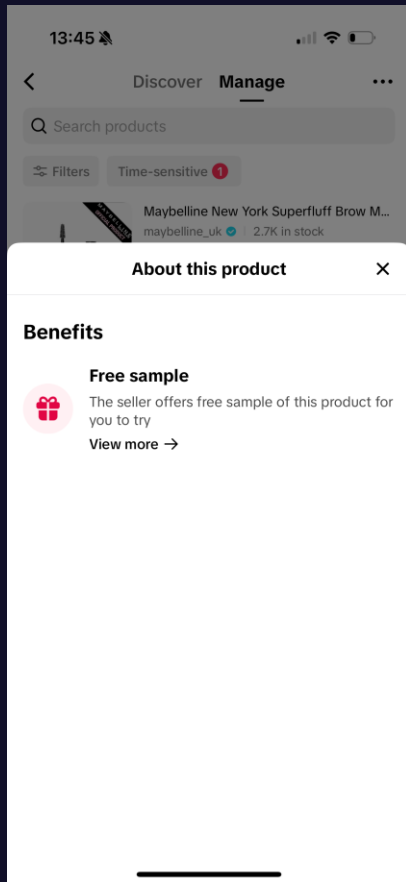 13:45
Discover Manage
Search products
Filters
Time-sensitive 1
Maybelline New York Superfluff Brow M...
maybelline_uk 2.7K in stock
About this product
Benefits
Free sample
The seller offers free sample of this product for
you to try
View more →